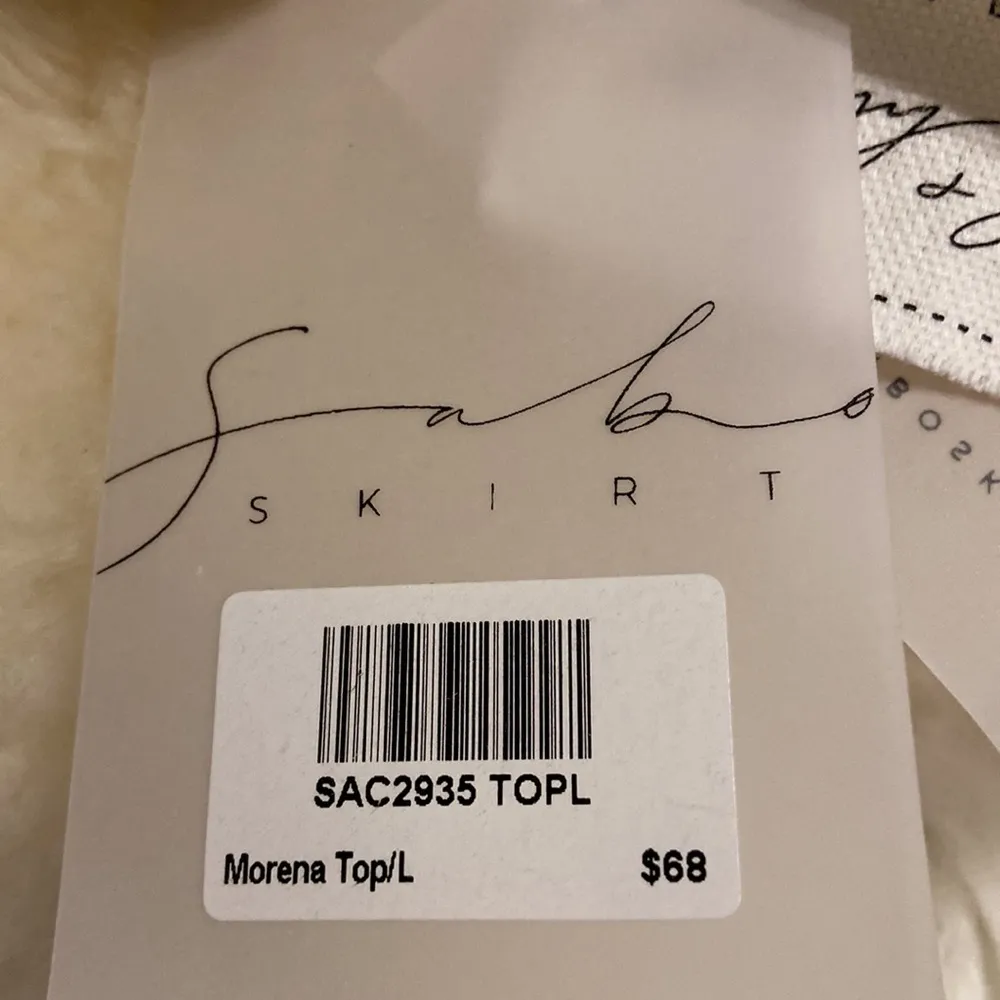 Sabo
SKIRT
SAC2935 TOPL
Morena Top/L
$68
&